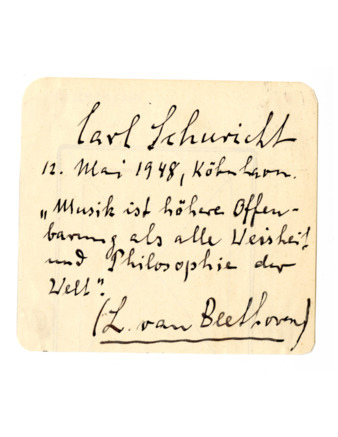 Carl Schuricht
12. Mai 1948, Köbnhavn.
„Musik ist höhere Offen-
barung als alle Weisheit
und Philosophie der
Welt".
(L. van Beethoven)